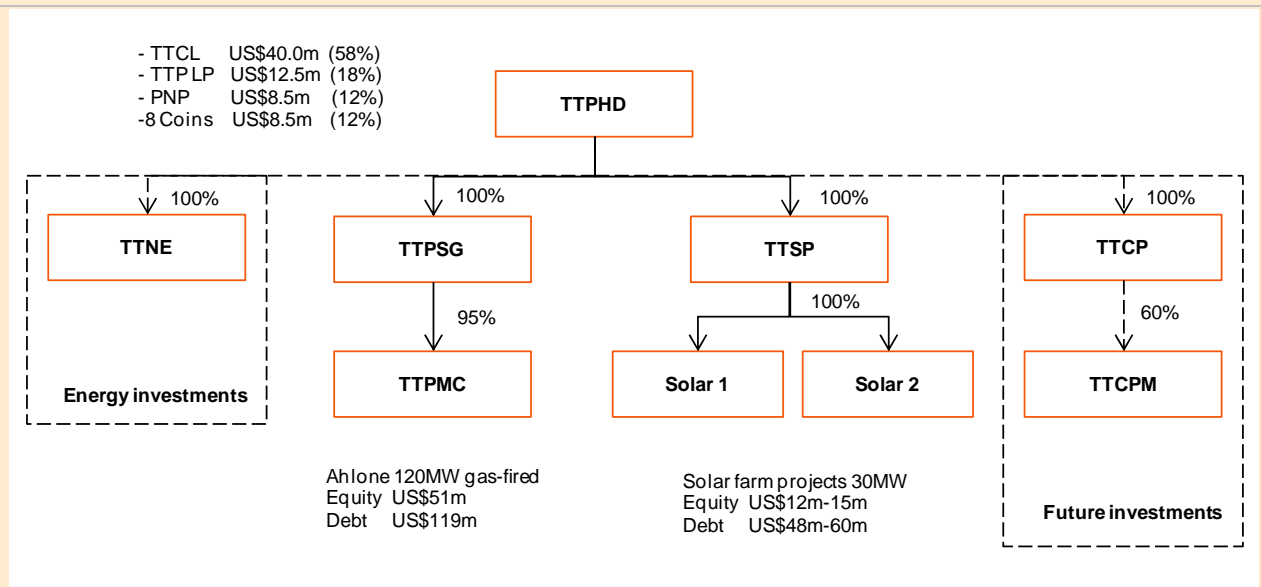 - TTCL US$40.0m (58%)
- TTP LP US$12.5m (18%)
- PNP US$8.5m (12%)
-8 Coins US$8.5m (12%)
TTPHD
100%
100%
100%
100%
TTNE
TTPSG
TTSP
TTCP
95%
100%
60%
TTPMC
Solar 1
Solar 2
TTCPM
Energy investments
Ahlone 120MW gas-fired
Equity US$51m
Debt US$119m
Solar farm projects 30MW
Equity US$12m-15m
Debt US$48m-60m
Future investments